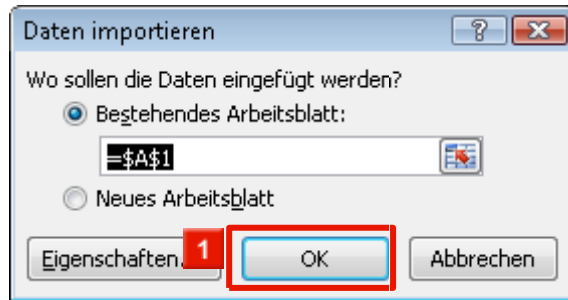 Daten importieren
Wo sollen die Daten eingefügt werden?
Bestehendes Arbeitsblatt:
=$A$1
Neues Arbeitsblatt
Eigenschaften. 1 OK Abbrechen